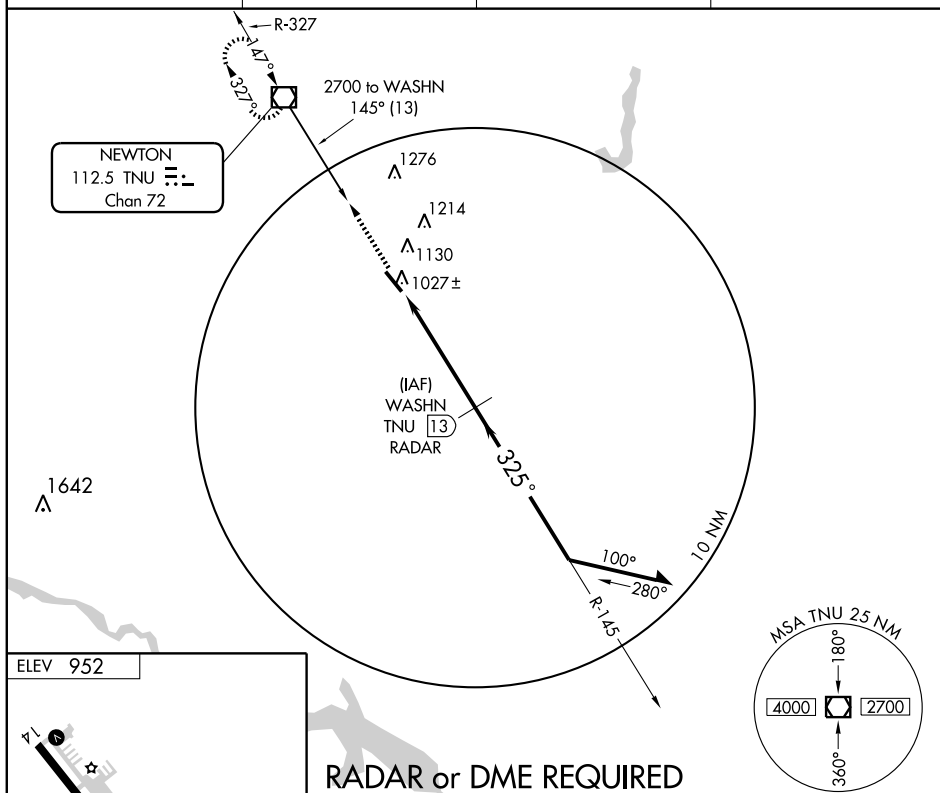 R-327
147°
327°
2700 to WASHN
145° (13)
NEWTON
112.5 TNU
Chan 72
1276
1214
1130
1027±
(IAF)
WASHN
TNU 13
RADAR
325°
1642
10 NM
100°
280°
R-145
MSA TNU 25 NM
180°
4000
2700
360°
ELEV 952
14
V
RADAR or DME REQUIRED